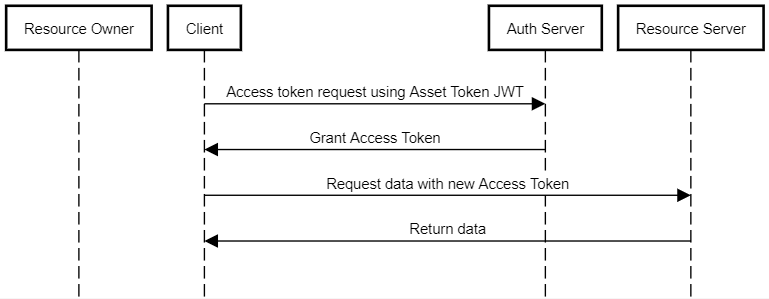 Resource Owner
Client
Auth Server
Resource Server
Access token request using Asset Token JWT
Grant Access Token
Request data with new Access Token
Return data